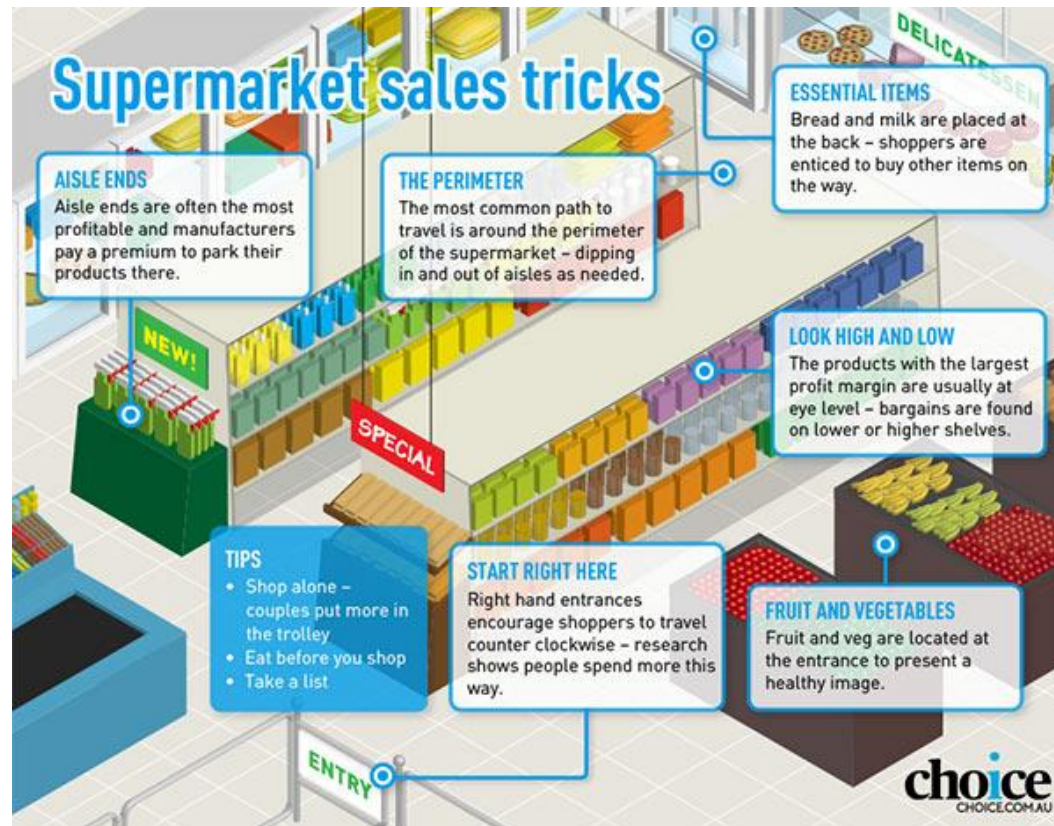 Supermarket sales tricks
DELICATESSEN
ESSENTIAL ITEMS
Bread and milk are placed at
the back – shoppers are
enticed to buy other items on
the way.
AISLE ENDS
Aisle ends are often the most
profitable and manufacturers
pay a premium to park their
products there.
THE PERIMETER
The most common path to
travel is around the perimeter
of the supermarket – dipping
in and out of aisles as needed.
NEW!
LOOK HIGH AND LOW
The products with the largest
profit margin are usually at
eye level – bargains are found
on lower or higher shelves.
SPECIAL
TIPS
• Shop alone –
couples put more in
the trolley
• Eat before you shop
• Take a list
START RIGHT HERE
Right hand entrances
encourage shoppers to travel
counter clockwise – research
shows people spend more this
way.
FRUIT AND VEGETABLES
Fruit and veg are located at
the entrance to present a
healthy image.
ENTRY
choice
CHOICE.COM.AU